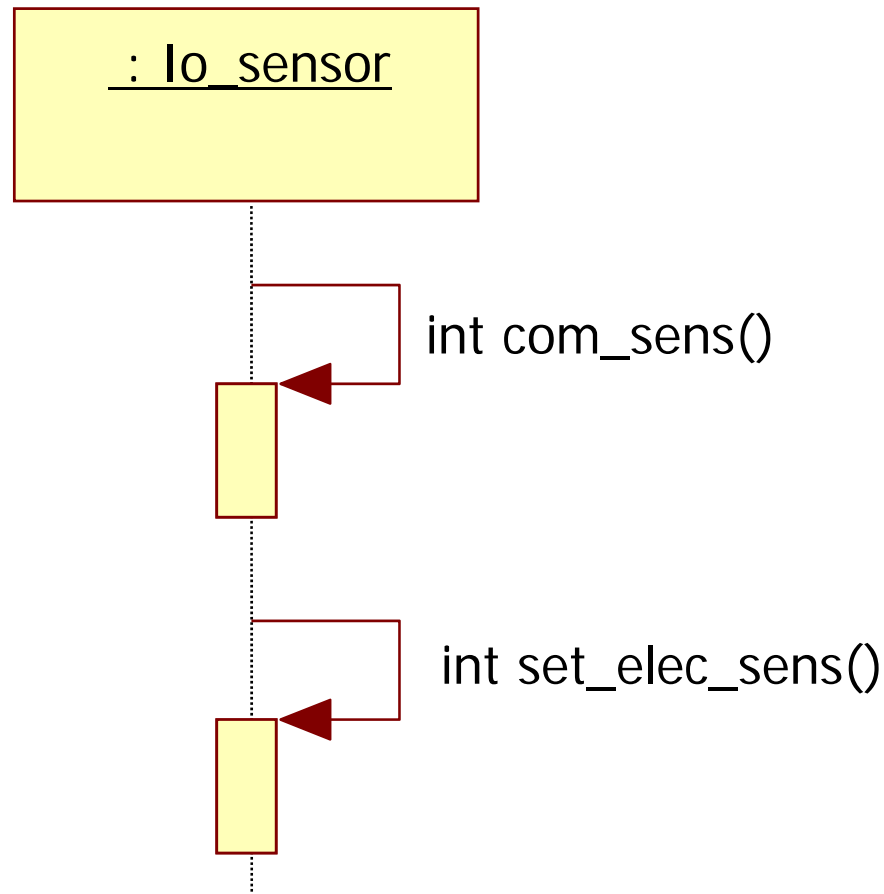 : Io_sensor
int com_sens()
int set_elec_sens()